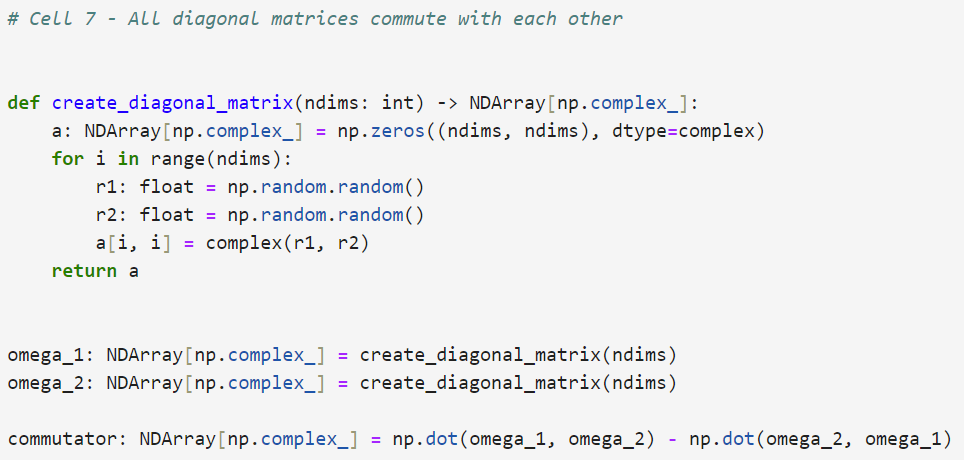 # Cell 7 - All diagonal matrices commute with each other
def create_diagonal_matrix(ndims: int) -> NDArray[np.complex_]:
    a: NDArray[np.complex_] = np.zeros((ndims, ndims), dtype=complex)
    for i in range(ndims):
        r1: float = np.random.random()
        r2: float = np.random.random()
        a[i, i] = complex(r1, r2)
    return a
omega_1: NDArray[np.complex_] = create_diagonal_matrix(ndims)
omega_2: NDArray[np.complex_] = create_diagonal_matrix(ndims)
commutator: NDArray[np.complex_] = np.dot(omega_1, omega_2) - np.dot(omega_2, omega_1)